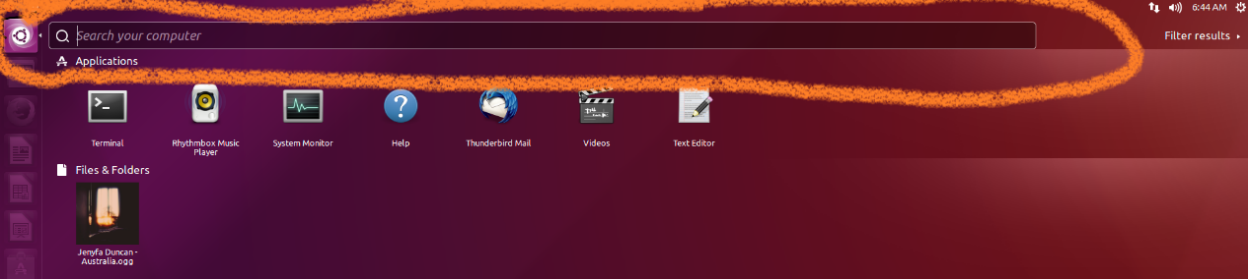 6:44 AM
Search your computer
Filter results
Applications
Terminal
Rhythmbox Music
Player
System Monitor
Help
Thunderbird Mail
Videos
Text Editor
Files & Folders
Jenyfa Duncan -
Australia.ogg